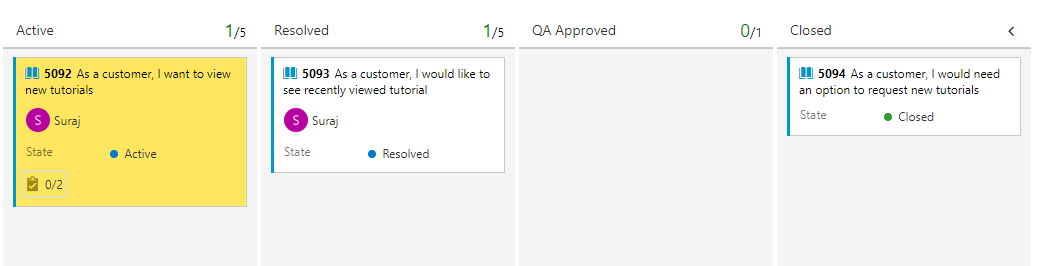 Active 1/5
5092 As a customer, I want to view
new tutorials
S Suraj
State Active
0/2
Resolved 1/5
5093 As a customer, I would like to
see recently viewed tutorial
S Suraj
State Resolved
QA Approved 0/1
Closed
5094 As a customer, I would need
an option to request new tutorials
State Closed